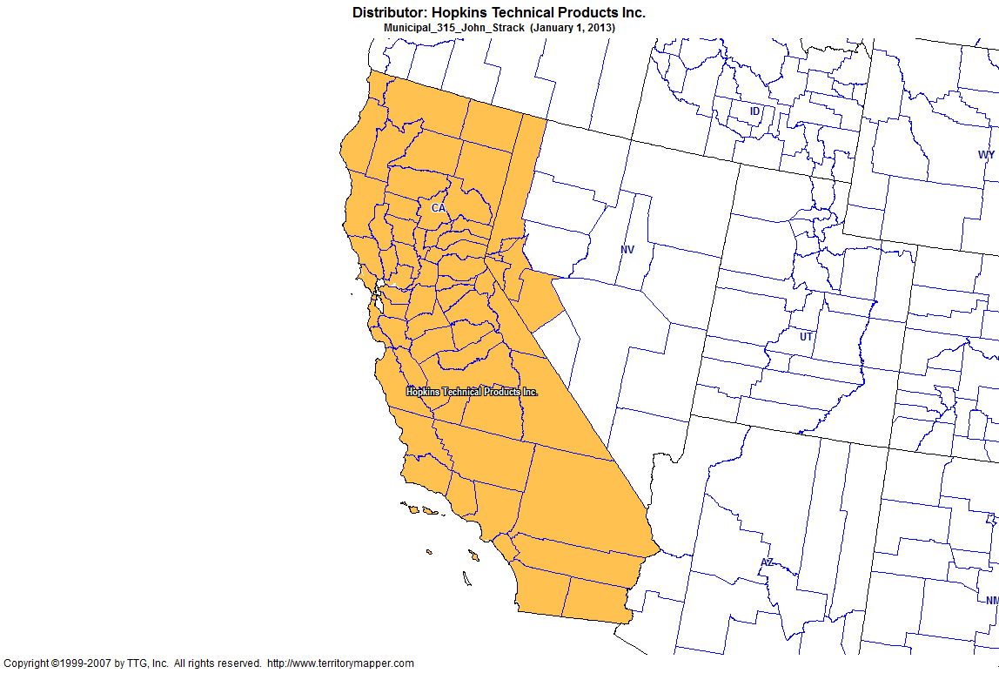 Distributor: Hopkins Technical Products Inc.
Municipal_315_John_Strack (January 1, 2013)
ID
WY
CA
NV
UT
Hopkins Technical Products Inc.
AZ
NM
Copyright ©1999-2007 by TTG, Inc. All rights reserved. http://www.territorymapper.com